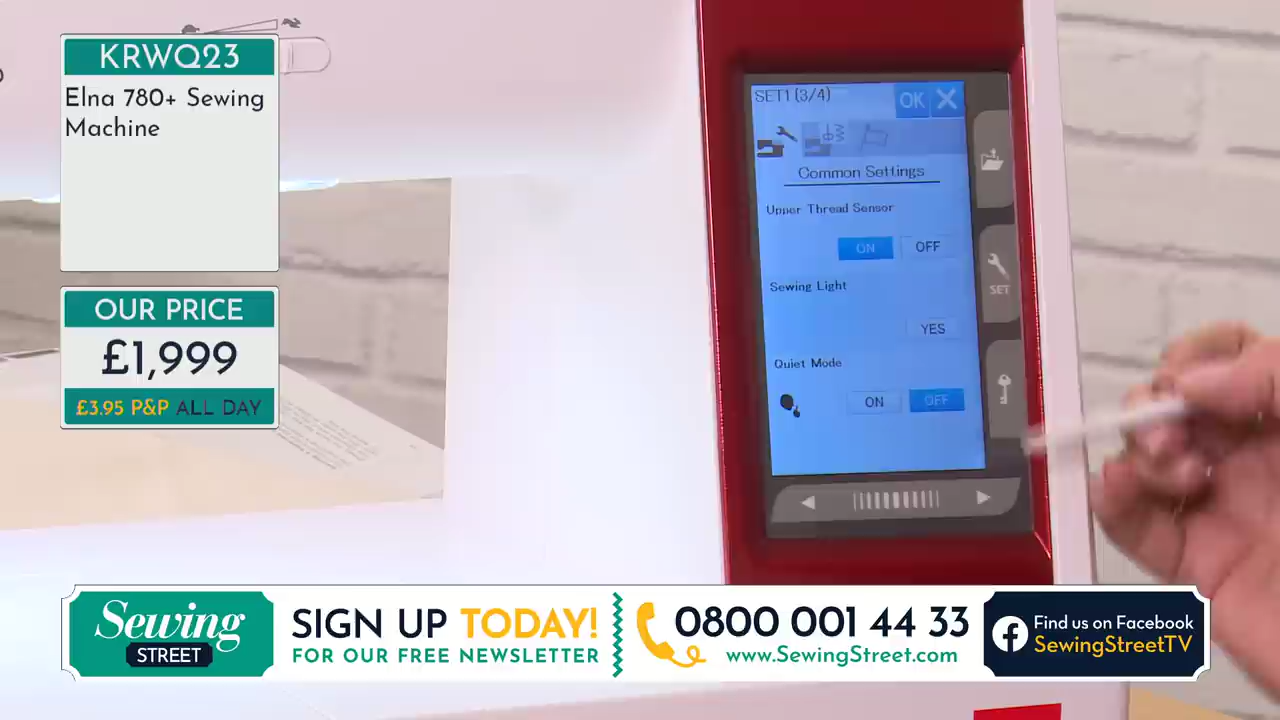 KRWQ23
Elna 780+ Sewing
Machine
OUR PRICE
£1,999
£3.95 P&P ALL DAY
SET1 (3/4)
OK
Common Settings
Upper Thread Sensor
ON OFF
Sewing Light
YES
Quiet Mode
ON OFF
SET
Sewing
STREET
SIGN UP TODAY!
FOR OUR FREE NEWSLETTER
0800 001 44 33
www.SewingStreet.com
Find us on Facebook
SewingStreetTV